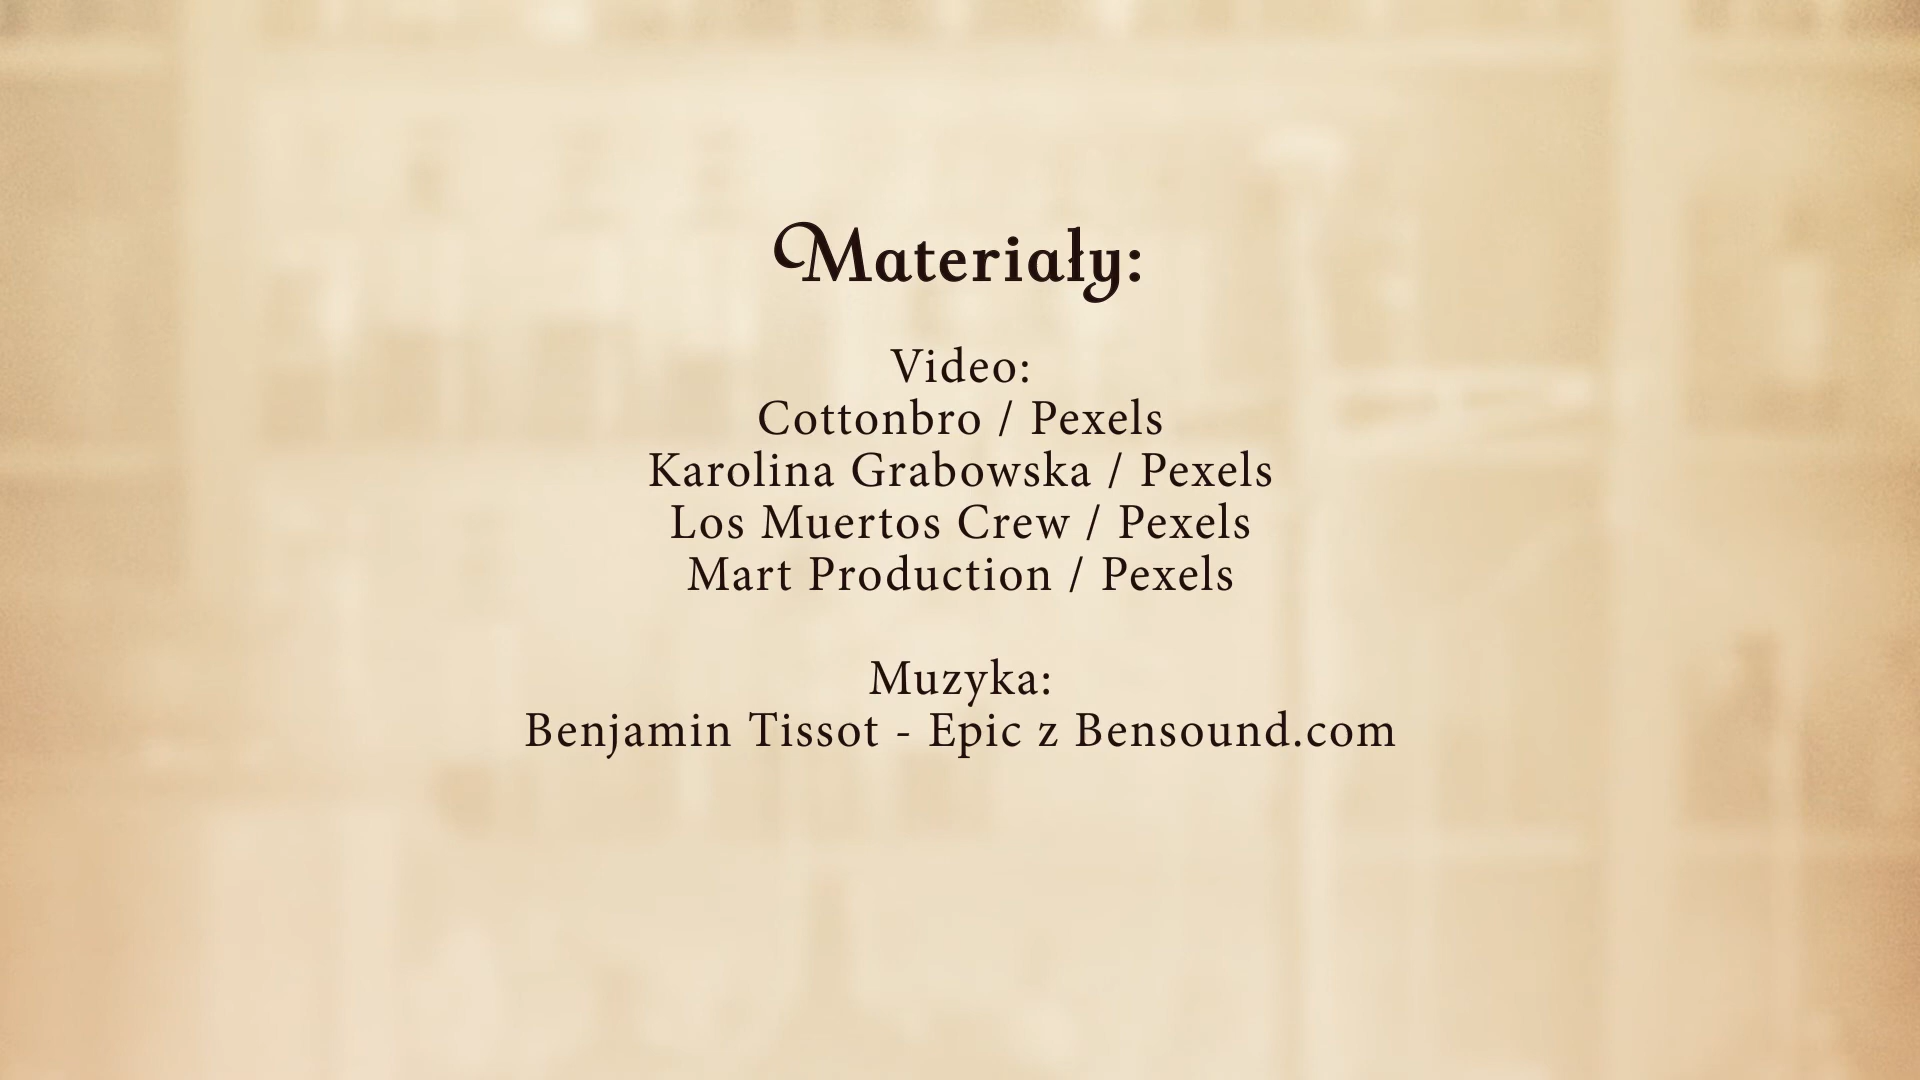 Materiały:
Video:
Cottonbro / Pexels
Karolina Grabowska / Pexels
Los Muertos Crew / Pexels
Mart Production / Pexels
Muzyka:
Benjamin Tissot - Epic z Bensound.com